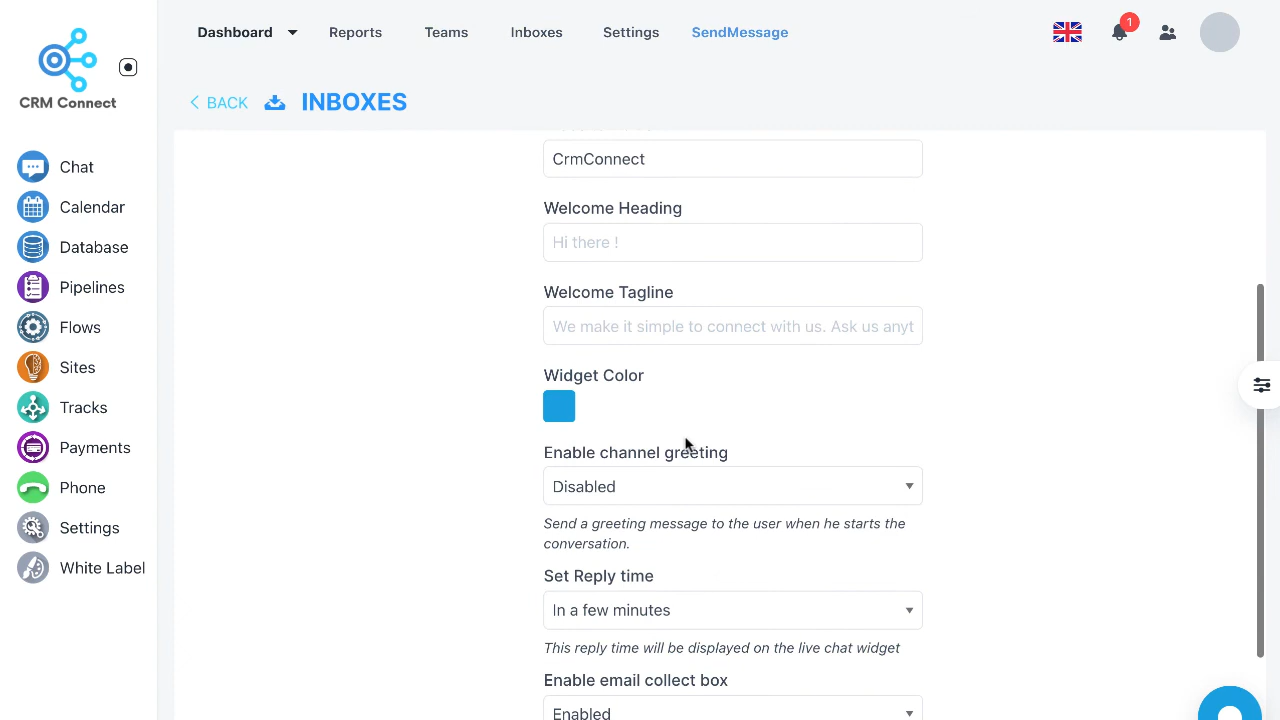 CRM Connect
Dashboard
Reports
Teams
Inboxes
Settings
SendMessage
1
BACK
INBOXES
Chat
Calendar
Database
Pipelines
Flows
Sites
Tracks
Payments
Phone
Settings
White Label
CrmConnect
Welcome Heading
Hi there !
Welcome Tagline
We make it simple to connect with us. Ask us anyt
Widget Color
Enable channel greeting
Disabled
Send a greeting message to the user when he starts the
conversation.
Set Reply time
In a few minutes
This reply time will be displayed on the live chat widget
Enable email collect box
Enabled